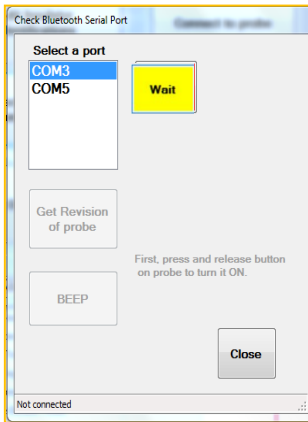 Check Bluetooth Serial Port
Connect to probe
Select a port
COM3
COM5
Wait
Get Revision
of probe
First, press and release button
on probe to turn it ON.
BEEP
Close
Not connected